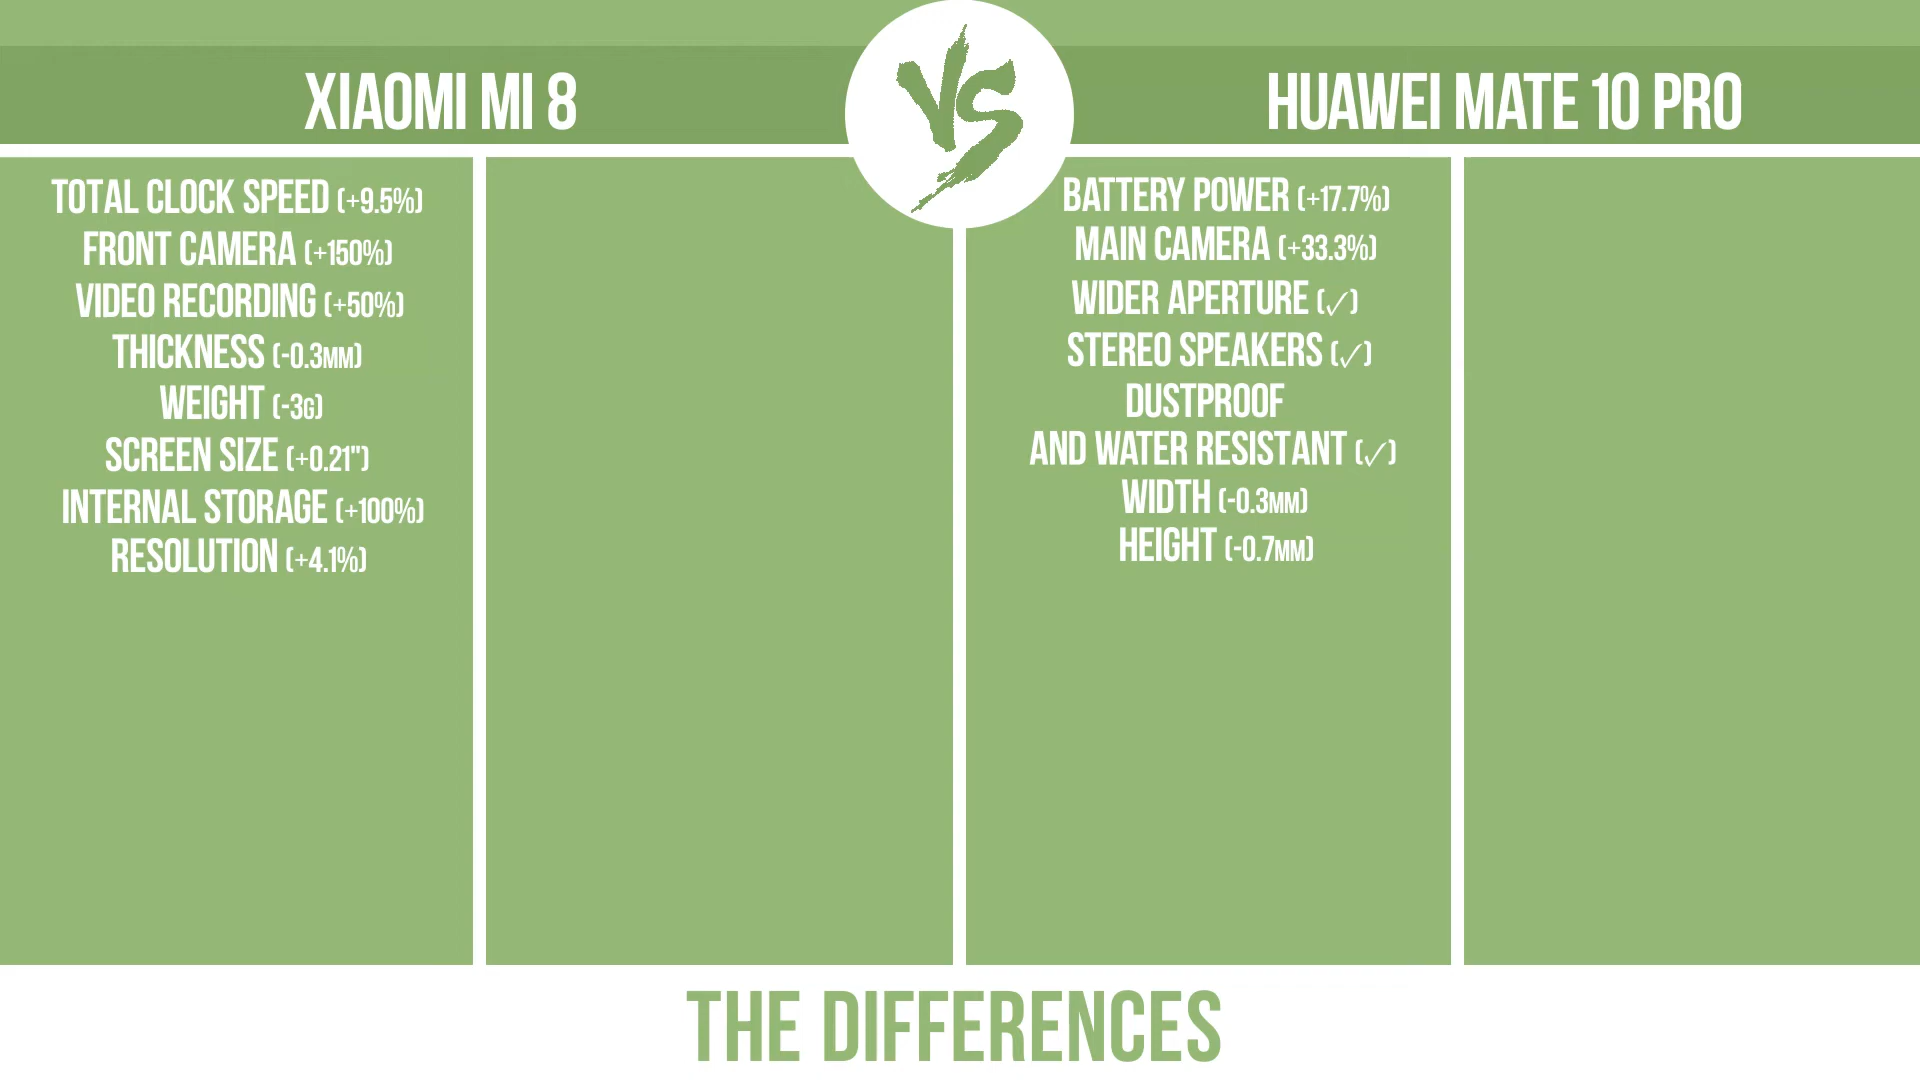 XIAOMI MI 8
VS
HUAWEI MATE 10 PRO
TOTAL CLOCK SPEED (+9.5%)
FRONT CAMERA (+150%)
VIDEO RECORDING (+50%)
THICKNESS (-0.3MM)
WEIGHT (-3G)
SCREEN SIZE (+0.21")
INTERNAL STORAGE (+100%)
RESOLUTION (+4.1%)
BATTERY POWER (+17.7%)
MAIN CAMERA (+33.3%)
WIDER APERTURE (✓)
STEREO SPEAKERS (✓)
DUSTPROOF
AND WATER RESISTANT (✓)
WIDTH (-0.3MM)
HEIGHT (-0.7MM)
THE DIFFERENCES